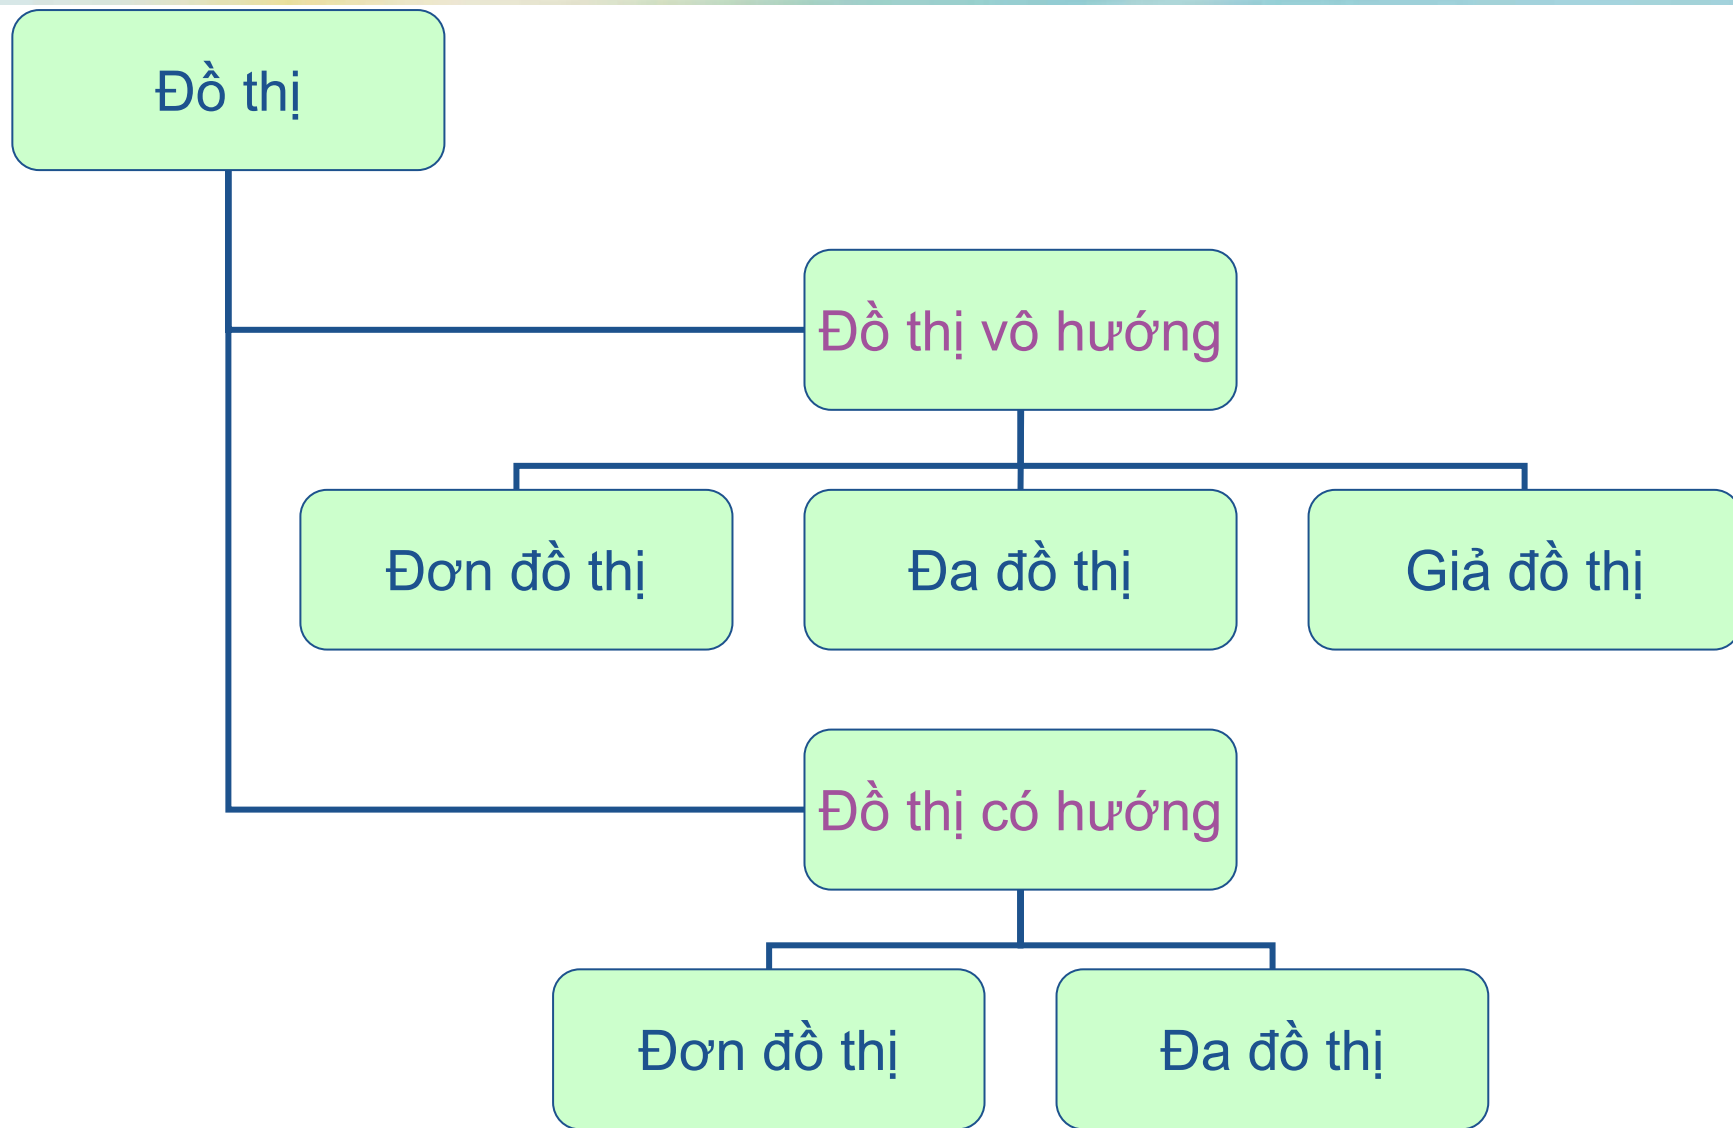 Đồ thị
Đồ thị vô hướng
Đơn đồ thị
Đa đồ thị
Giả đồ thị
Đồ thị có hướng
Đơn đồ thị
Đa đồ thị